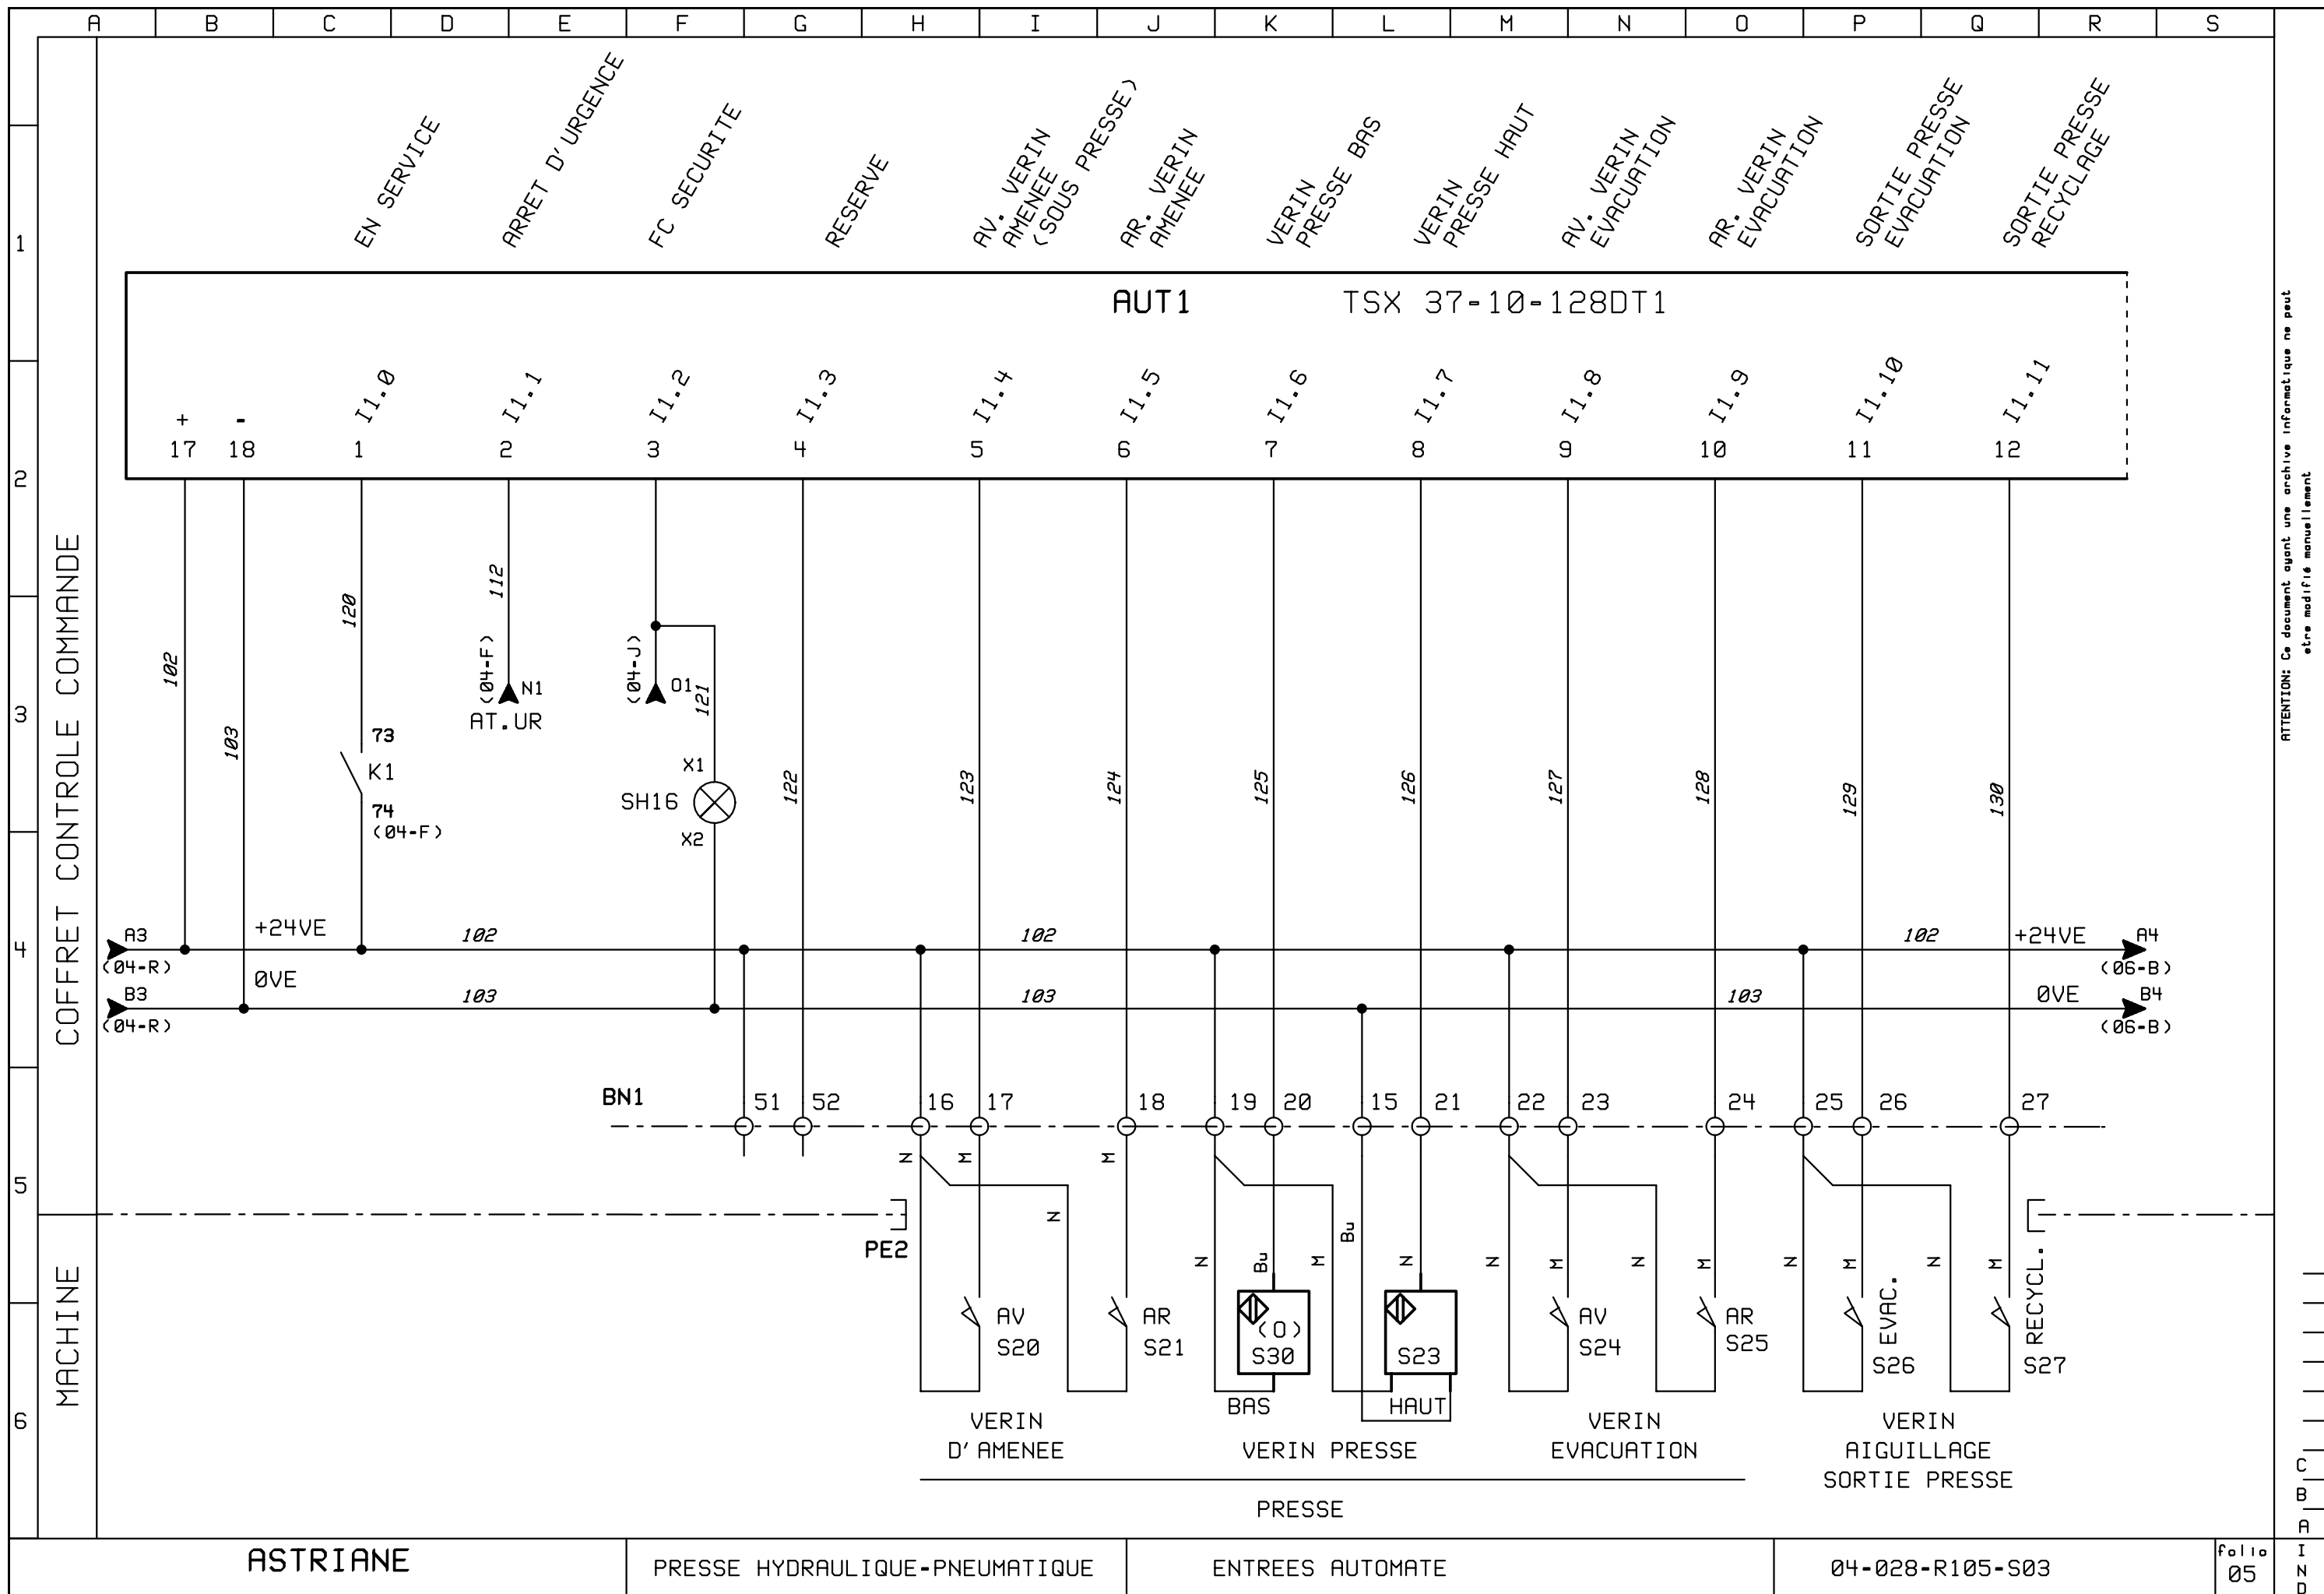 A B C D E F G H I J K L M N O P Q R S
EN SERVICE
ARRET D'URGENCE
FC SECURITE
RESERVE
AV. VERIN
AMENEE
(SOUS PRESSE)
AR. VERIN
AMENEE
VERIN
PRESSE BAS
VERIN
PRESSE HAUT
AV. VERIN
EVACUATION
AR. VERIN
EVACUATION
SORTIE PRESSE
EVACUATION
SORTIE PRESSE
RECYCLAGE
1
2
3
4
5
6
AUT1 TSX 37-10-128DT1
I1.0 I1.1 I1.2 I1.3 I1.4 I1.5 I1.6 I1.7 I1.8 I1.9 I1.10 I1.11
+ -
17 18 1 2 3 4 5 6 7 8 9 10 11 12
COFFRET CONTROLE COMMANDE
MACHINE
102
103
120
112
(04-F)
N1
AT.UR
(04-J)
O1
121
73
K1
74
(04-F)
X1
SH16
X2
122 123 124 125 126 127 128 129 130
A3
(04-R)
+24VE
102 102 102
+24VE
A4
(06-B)
B3
(04-R)
0VE
103 103 103
0VE
B4
(06-B)
BN1
51 52 16 17 18 19 20 15 21 22 23 24 25 26 27
N M M
N
PE2
N Bu M Bu N N M N M N M N M
AV
S20
AR
S21
(O)
S30
BAS
S23
HAUT
AV
S24
AR
S25
EVAC.
S26
RECYCL.
S27
VERIN
D'AMENEE
VERIN PRESSE
VERIN
EVACUATION
VERIN
AIGUILLAGE
SORTIE PRESSE
PRESSE
ATTENTION: Ce document ayant une archive informatique ne peut
etre modifié manuellement
C
B
A
I
N
D
ASTRIANE
PRESSE HYDRAULIQUE-PNEUMATIQUE
ENTREES AUTOMATE
04-028-R105-S03
folio
05